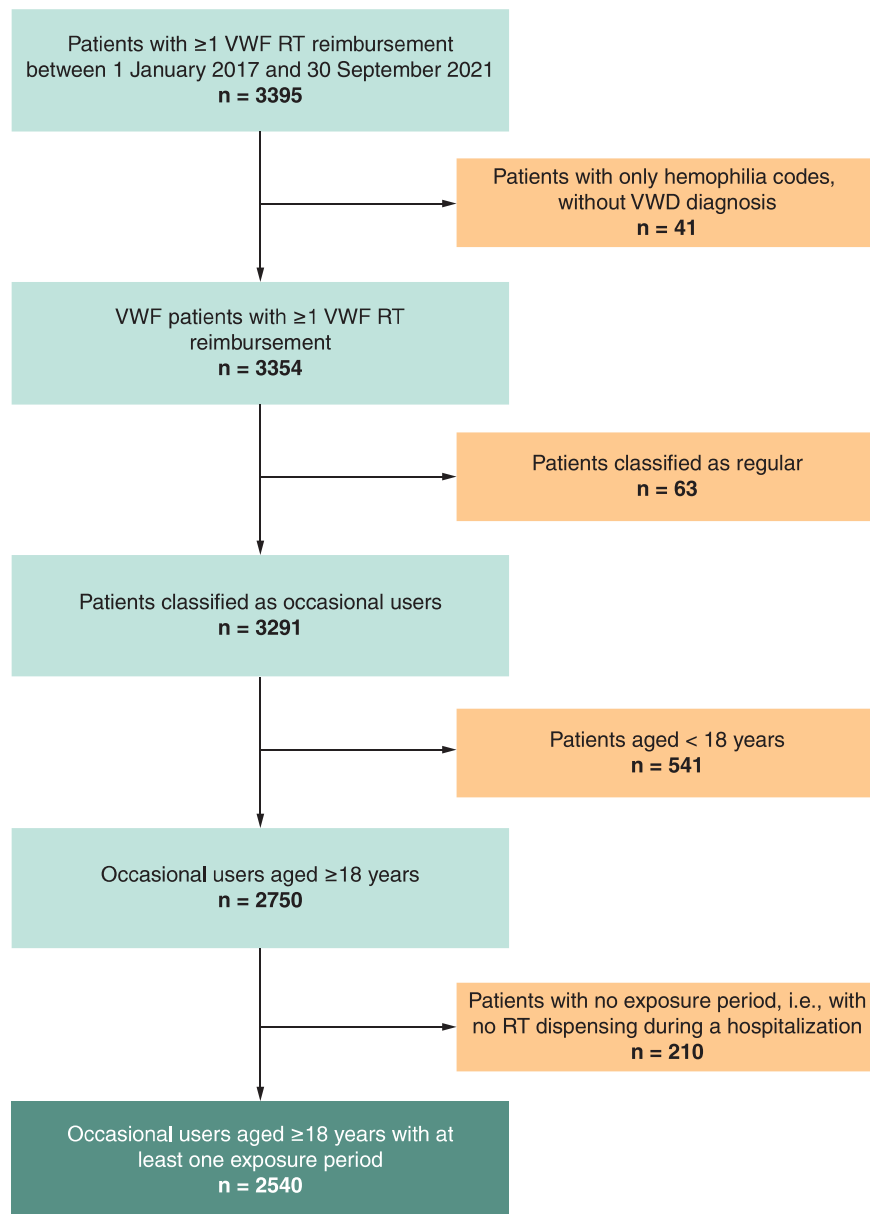 Patients with ≥1 VWF RT reimbursement
between 1 January 2017 and 30 September 2021
n = 3395
Patients with only hemophilia codes,
without VWD diagnosis
n = 41
VWF patients with ≥1 VWF RT
reimbursement
n = 3354
Patients classified as regular
n = 63
Patients classified as occasional users
n = 3291
Patients aged < 18 years
n = 541
Occasional users aged ≥18 years
n = 2750
Patients with no exposure period, i.e., with
no RT dispensing during a hospitalization
n = 210
Occasional users aged ≥18 years with at
least one exposure period
n = 2540